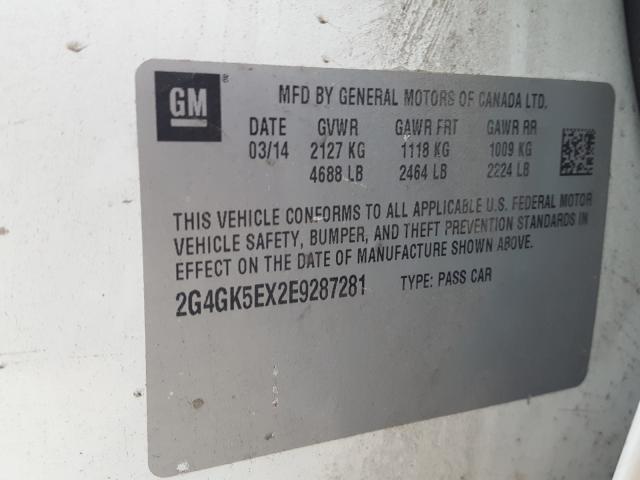 GM ®
MFD BY GENERAL MOTORS OF CANADA LTD.
DATE GVWR GAWR FRT GAWR RR
03/14 2127 KG 1118 KG 1009 KG
4688 LB 2464 LB 2224 LB
THIS VEHICLE CONFORMS TO ALL APPLICABLE U.S. FEDERAL MOTOR
VEHICLE SAFETY, BUMPER, AND THEFT PREVENTION STANDARDS IN
EFFECT ON THE DATE OF MANUFACTURE SHOWN ABOVE.
2G4GK5EX2E9287281 TYPE: PASS CAR